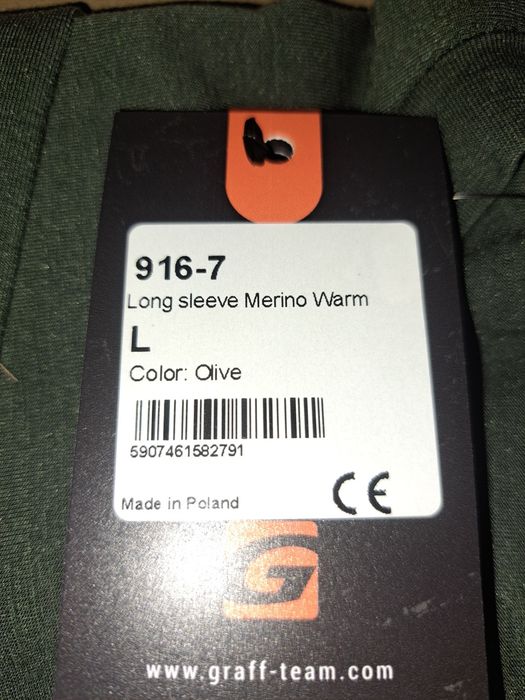 916-7
Long sleeve Merino Warm
L
Color: Olive
5907461582791
Made in Poland
CE
G
www.graff-team.com